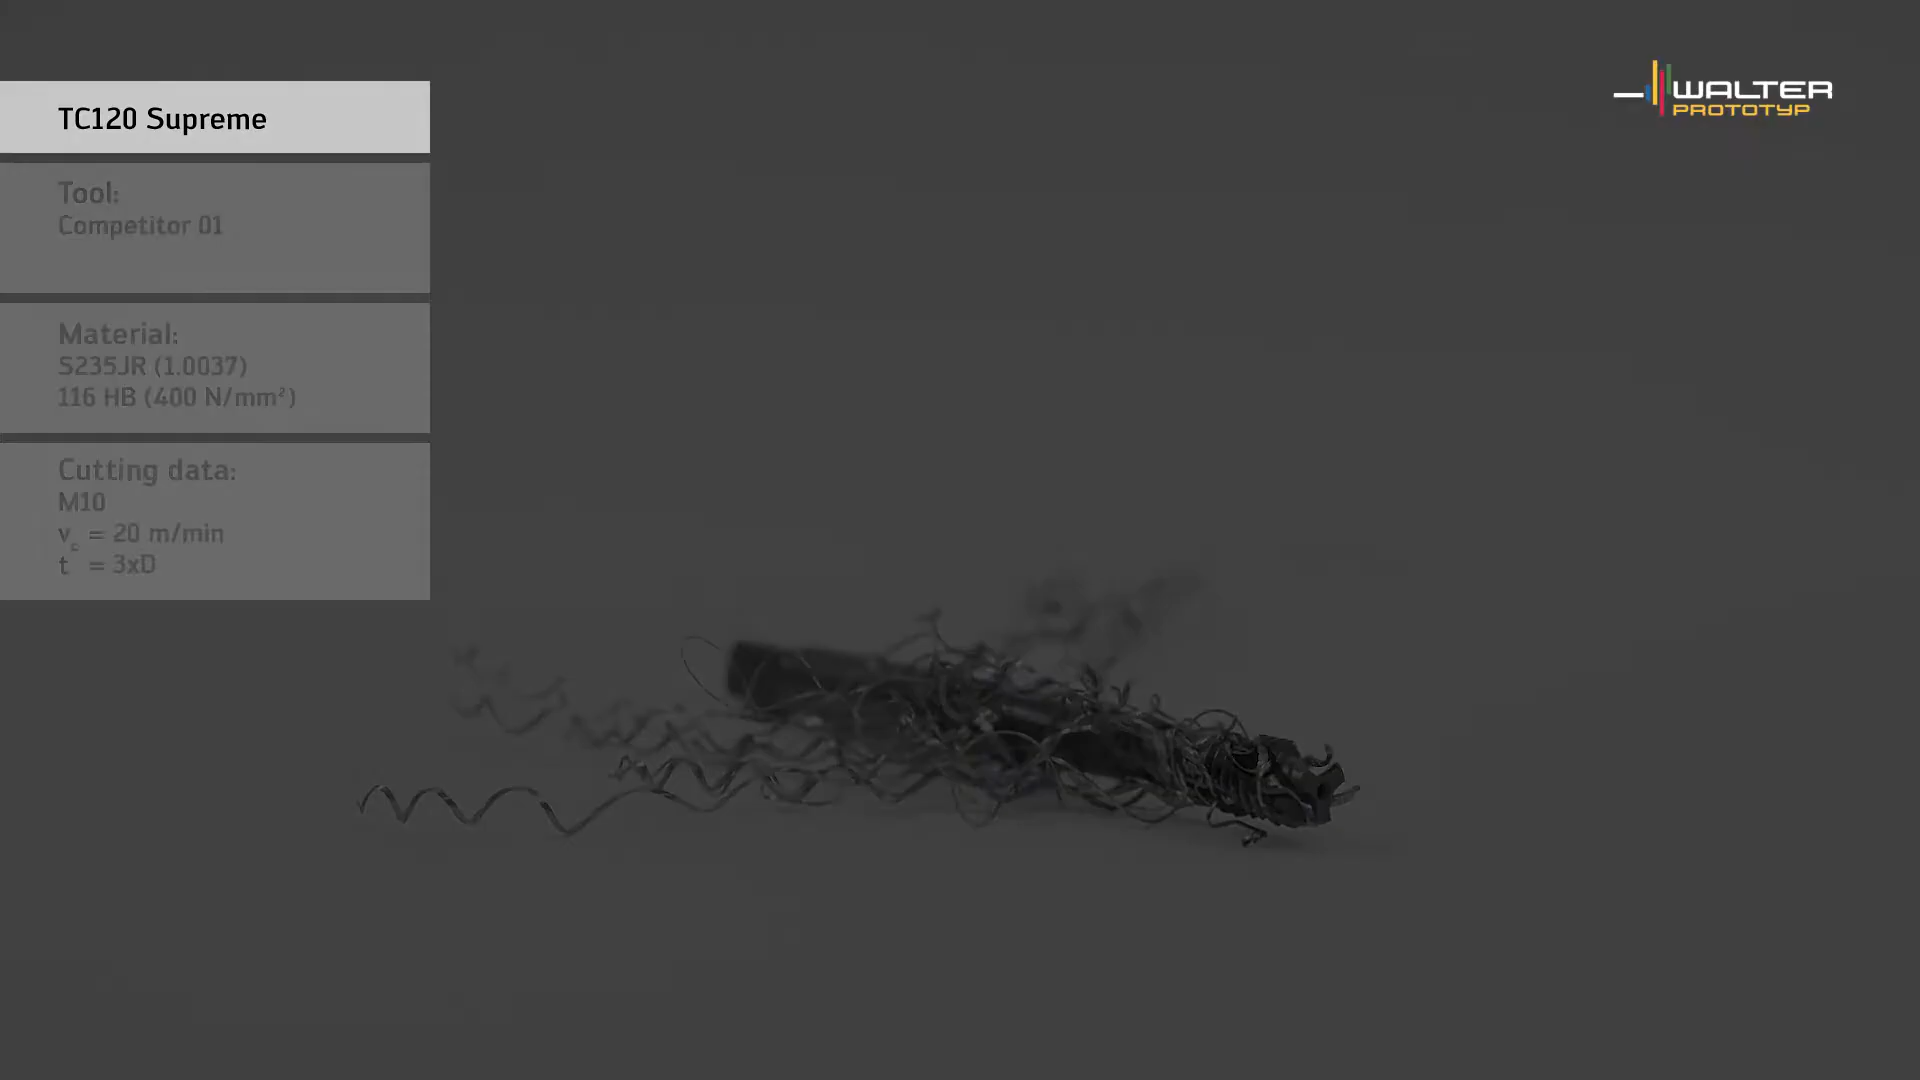 TC120 Supreme
Tool:
Competitor 01
Material:
S235JR (1.0037)
116 HB (400 N/mm²)
Cutting data:
M10
vc = 20 m/min
t = 3xD
WALTER
PROTOTYP